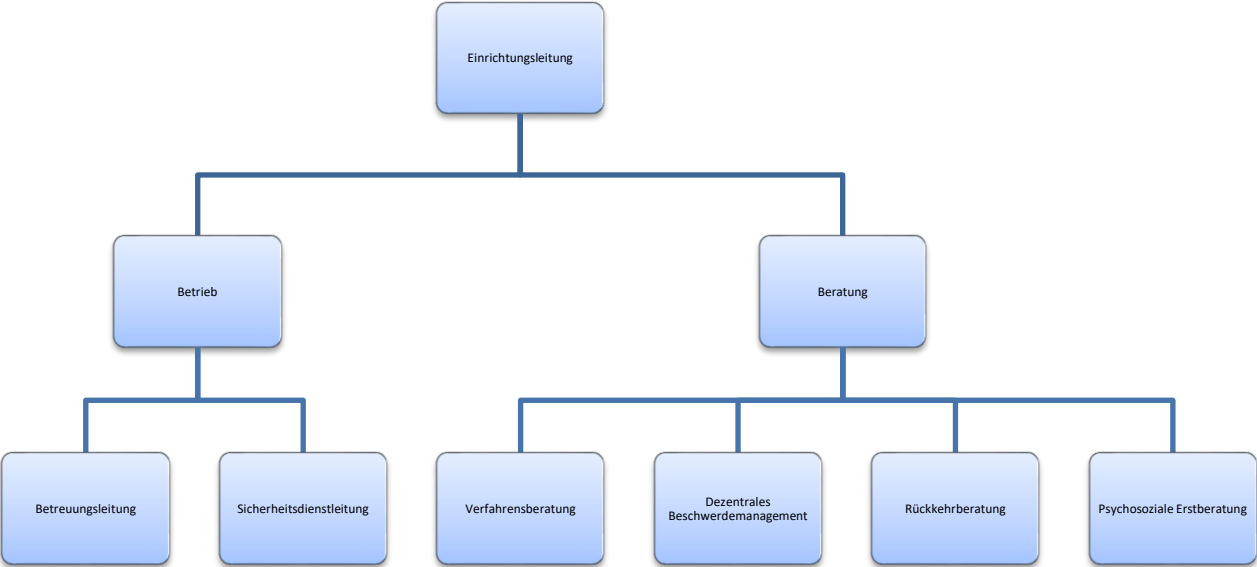 Einrichtungsleitung
Betrieb
Beratung
Betreuungsleitung
Sicherheitsdienstleitung
Verfahrensberatung
Dezentrales
Beschwerdemanagement
Rückkehrberatung
Psychosoziale Erstberatung